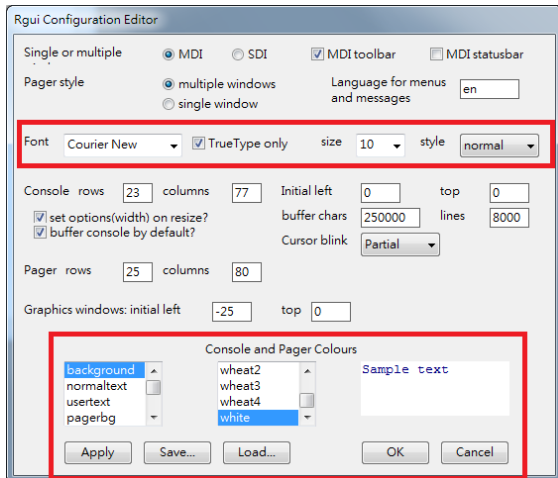 Rgui Configuration Editor
Single or multiple MDI SDI MDI toolbar MDI statusbar
Pager style multiple windows Language for menus and messages en
single window
Font Courier New TrueType only size 10 style normal
Console rows 23 columns 77 Initial left 0 top 0
set options(width) on resize? buffer chars 250000 lines 8000
buffer console by default? Cursor blink Partial
Pager rows 25 columns 80
Graphics windows: initial left -25 top 0
Console and Pager Colours
background wheat2 Sample text
normaltext wheat3
usertext wheat4
pagerbg white
Apply Save... Load... OK Cancel